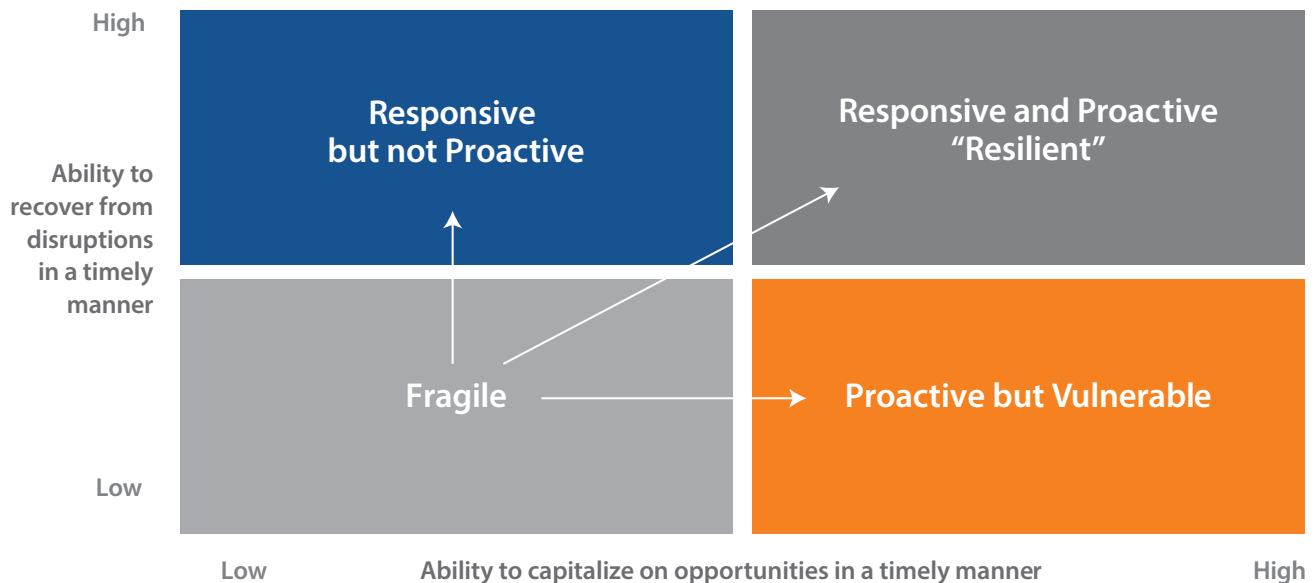 High
Responsive
but not Proactive
Responsive and Proactive
“Resilient”
Ability to
recover from
disruptions
in a timely
manner
Fragile
Proactive but Vulnerable
Low
Low
Ability to capitalize on opportunities in a timely manner
High